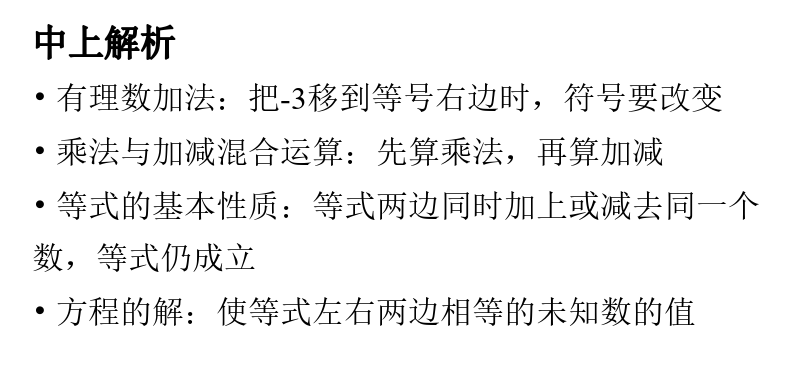 中上解析
• 有理数加法：把-3移到等号右边时，符号要改变
• 乘法与加减混合运算：先算乘法，再算加减
• 等式的基本性质：等式两边同时加上或减去同一个
数，等式仍成立
• 方程的解：使等式左右两边相等的未知数的值